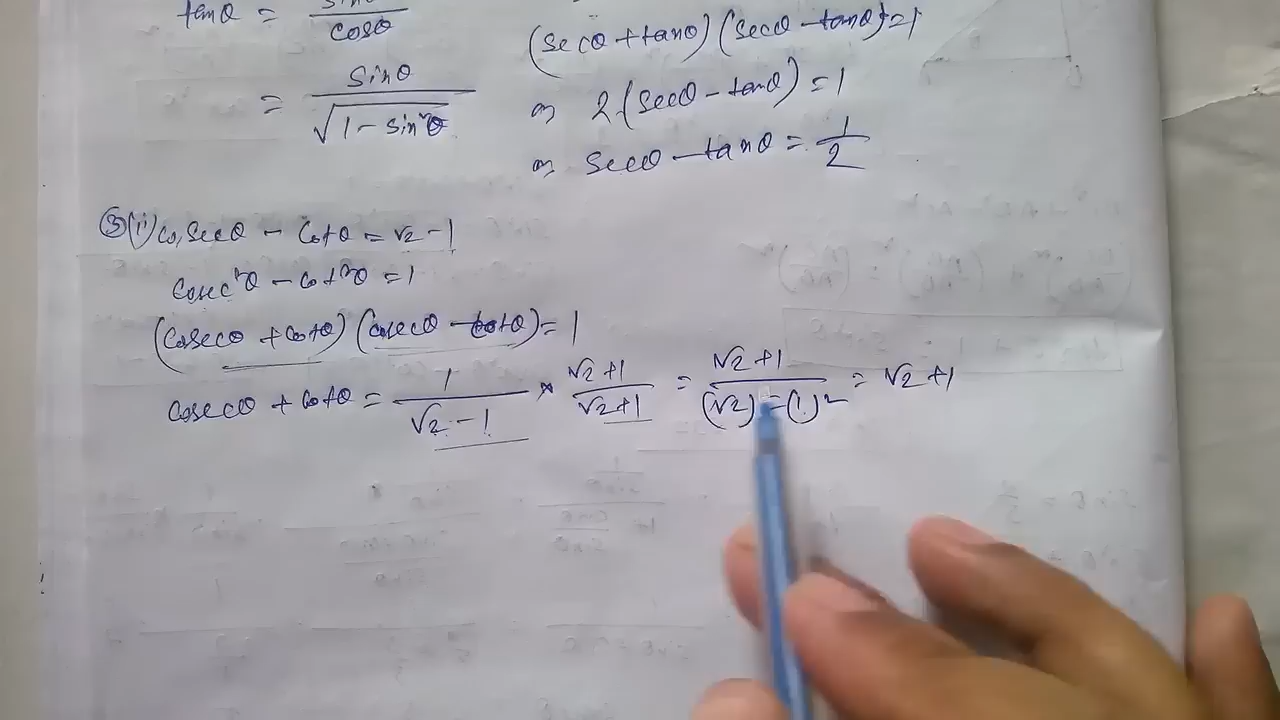 tanθ = sinθ/cosθ
= sinθ/√(1-sin²θ)
(secθ+tanθ)(secθ-tanθ)=1
or 2(secθ-tanθ)=1
or secθ-tanθ=1/2
③(ii) cosecθ - cotθ = √2-1
cosec²θ - cot²θ = 1
(cosecθ+cotθ)(cosecθ-cotθ)=1
cosecθ+cotθ = 1/(√2-1) × (√2+1)/(√2+1) = (√2+1)/((√2)²-(1)²) = √2+1